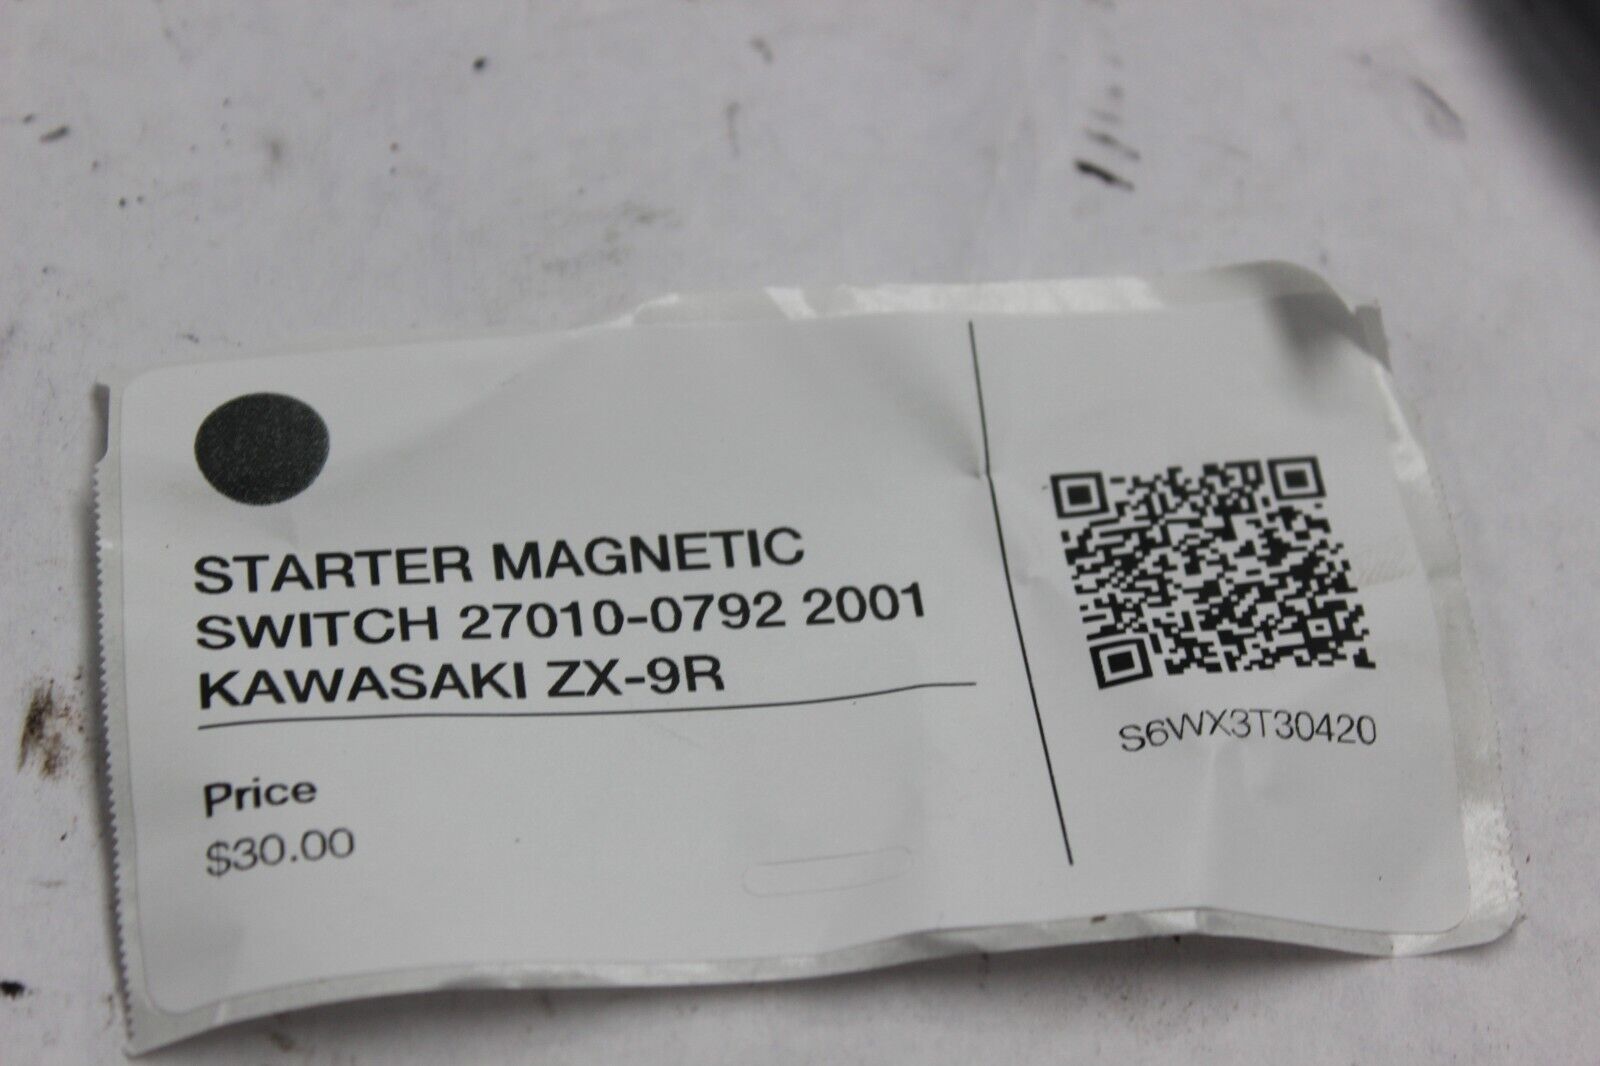 STARTER MAGNETIC
SWITCH 27010-0792 2001
KAWASAKI ZX-9R
Price
$30.00
S6WX3T30420